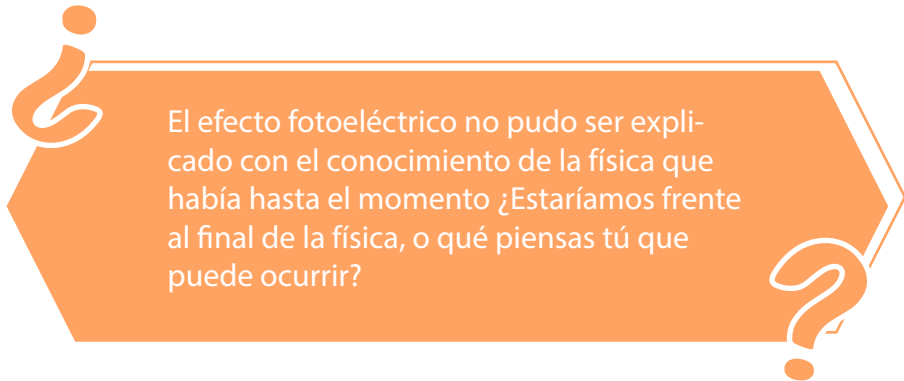 ¿
El efecto fotoeléctrico no pudo ser expli-
cado con el conocimiento de la física que
había hasta el momento ¿Estaríamos frente
al final de la física, o qué piensas tú que
puede ocurrir?
?